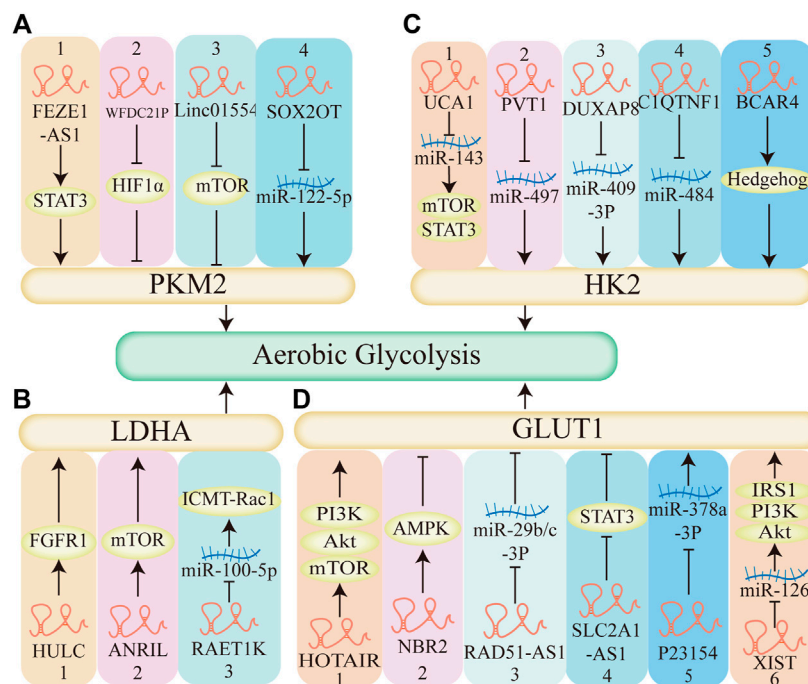 A
1
FEZE1
-AS1
STAT3
2
WFDC21P
HIF1α
3
Linc01554
mTOR
4
SOX2OT
miR-122-5p
PKM2
C
1
UCA1
miR-143
mTOR
STAT3
2
PVT1
miR-497
3
DUXAP8
miR-409
-3P
4
C1QTNF1
miR-484
5
BCAR4
Hedgehog
HK2
Aerobic Glycolysis
B
LDHA
FGFR1
HULC
1
mTOR
ANRIL
2
ICMT-Rac1
miR-100-5p
RAET1K
3
D
GLUT1
PI3K
Akt
mTOR
HOTAIR
1
AMPK
NBR2
2
miR-29b/c
-3P
RAD51-AS1
3
STAT3
SLC2A1
-AS1
4
miR-378a
-3P
P23154
5
IRS1
PI3K
Akt
miR-126
XIST
6